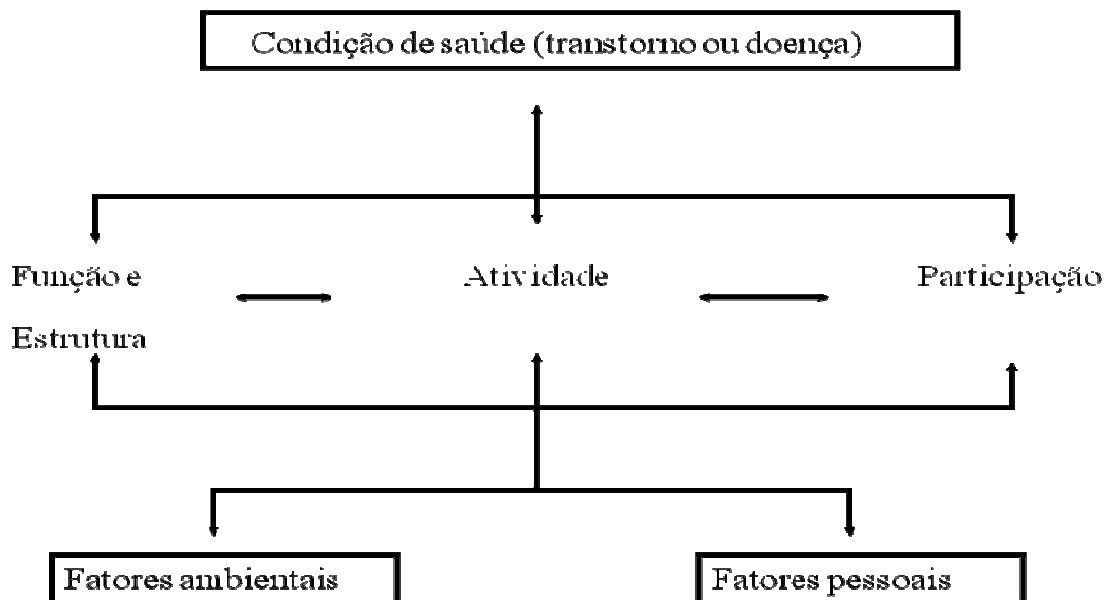 Condição de saúde (transtorno ou doença)
Função e
Estrutura
Atividade
Participação
Fatores ambientais
Fatores pessoais